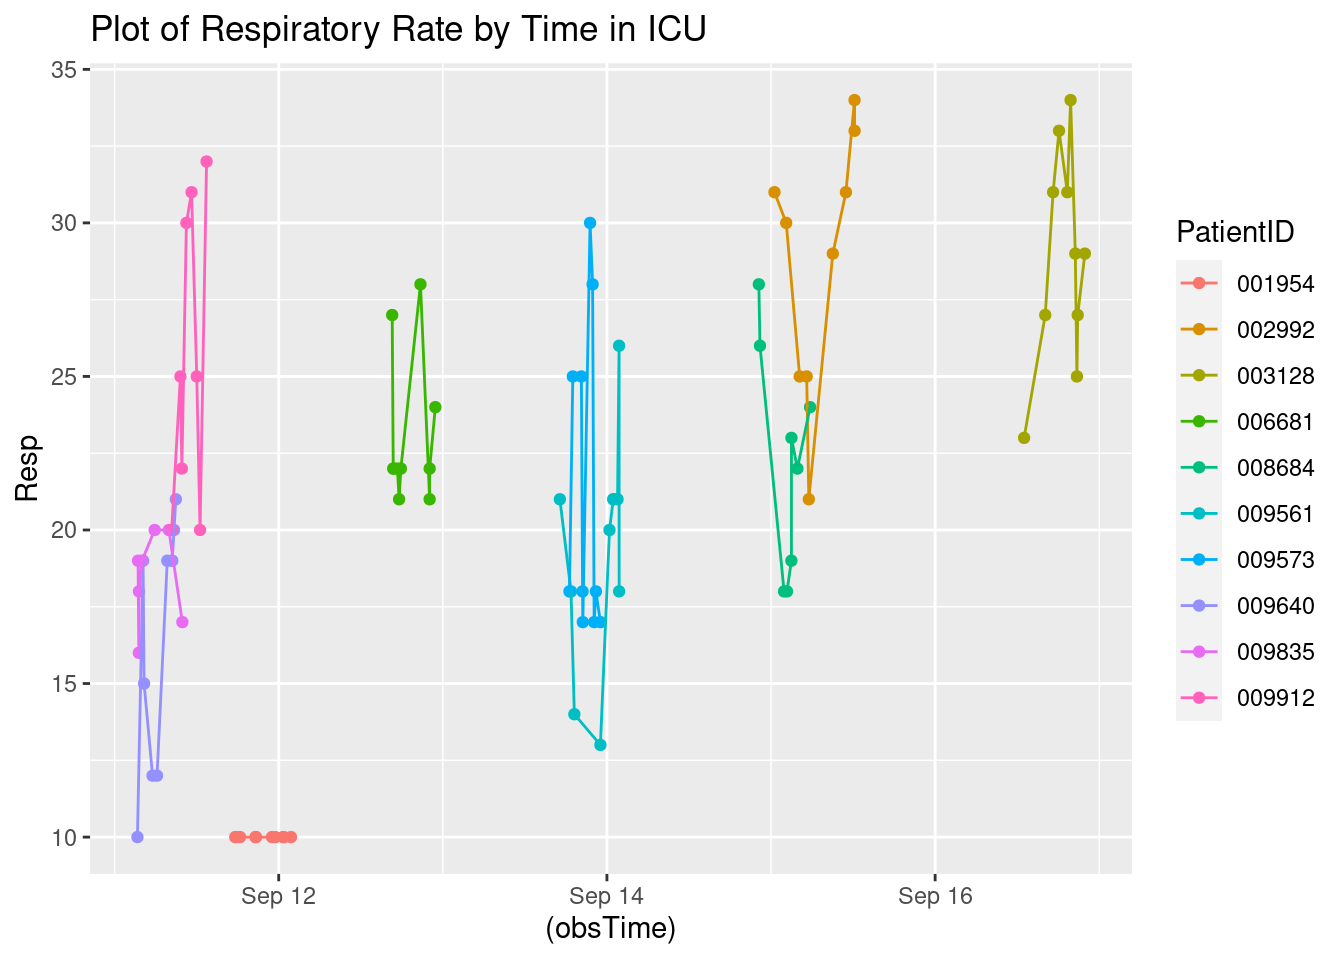 Plot of Respiratory Rate by Time in ICU
35
30
25
20
15
10
Resp
Sep 12
Sep 14
Sep 16
(obsTime)
PatientID
001954
002992
003128
006681
008684
009561
009573
009640
009835
009912